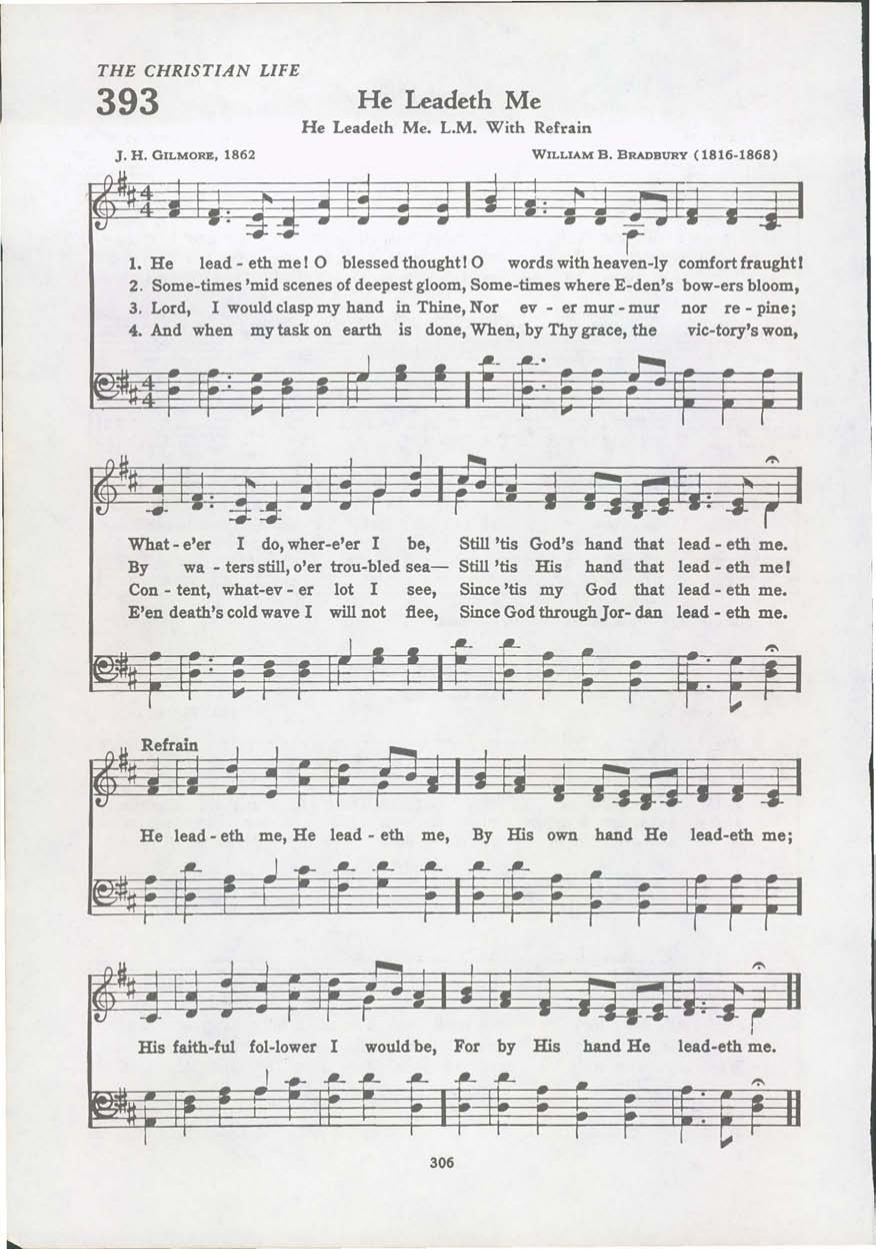 THE CHRISTIAN LIFE
393
He Leadeth Me
He Leadeth Me. L.M. With Refrain
J. H. GILMORE, 1862 WILLIAM B. BRADBURY (1816-1868)
4
4
1. He lead - eth me! O blessed thought! O words with heaven-ly comfort fraught!
2. Some-times 'mid scenes of deepest gloom, Some-times where E-den's bow-ers bloom,
3. Lord, I would clasp my hand in Thine, Nor ev - er mur - mur nor re - pine;
4. And when my task on earth is done, When, by Thy grace, the vic-tory's won,
4
4
What - e'er I do, wher-e'er I be, Still 'tis God's hand that lead - eth me.
By wa - ters still, o'er trou-bled sea— Still 'tis His hand that lead - eth me!
Con - tent, what-ev - er lot I see, Since 'tis my God that lead - eth me.
E'en death's cold wave I will not flee, Since God through Jor- dan lead - eth me.
Refrain
He lead - eth me, He lead - eth me, By His own hand He lead-eth me;
His faith-ful fol-lower I would be, For by His hand He lead-eth me.
306